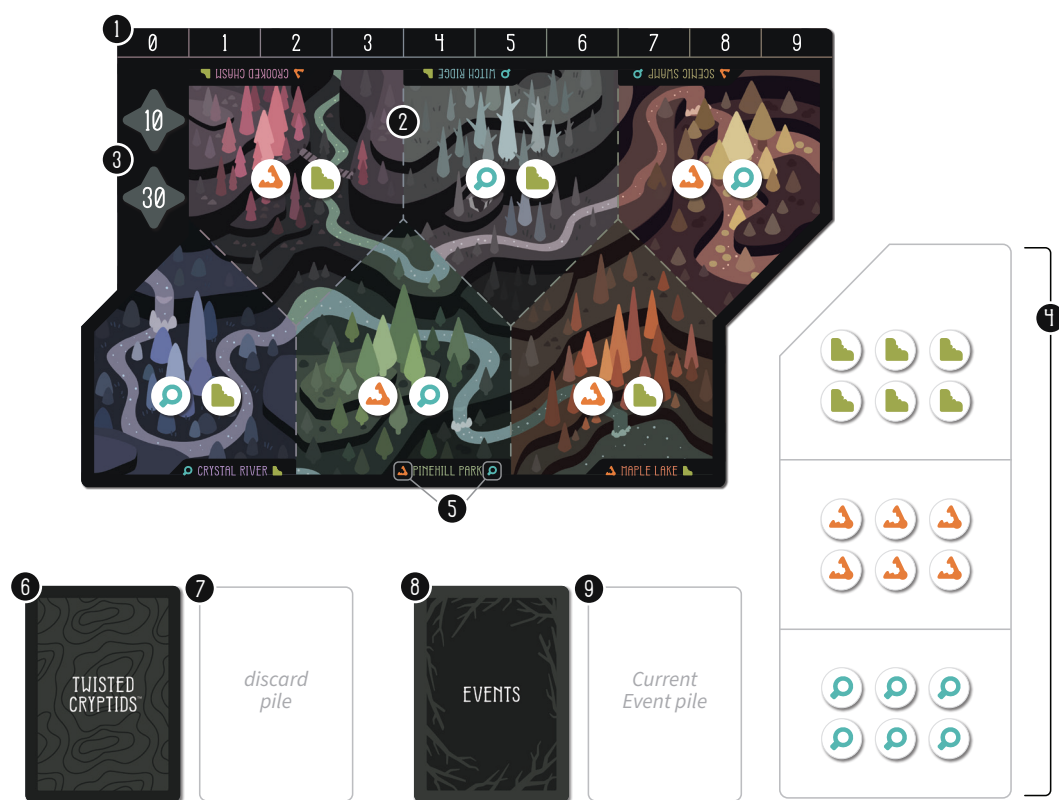 1
0 1 2 3 4 5 6 7 8 9
CROOKED CHASM
WITCH RIDGE
SCENIC SWAMP
10
2
3
30
4
CRYSTAL RIVER
PINEHILL PARK
MAPLE LAKE
5
6
7
8
9
TWISTED
CRYPTIDS™
discard
pile
EVENTS
Current
Event pile